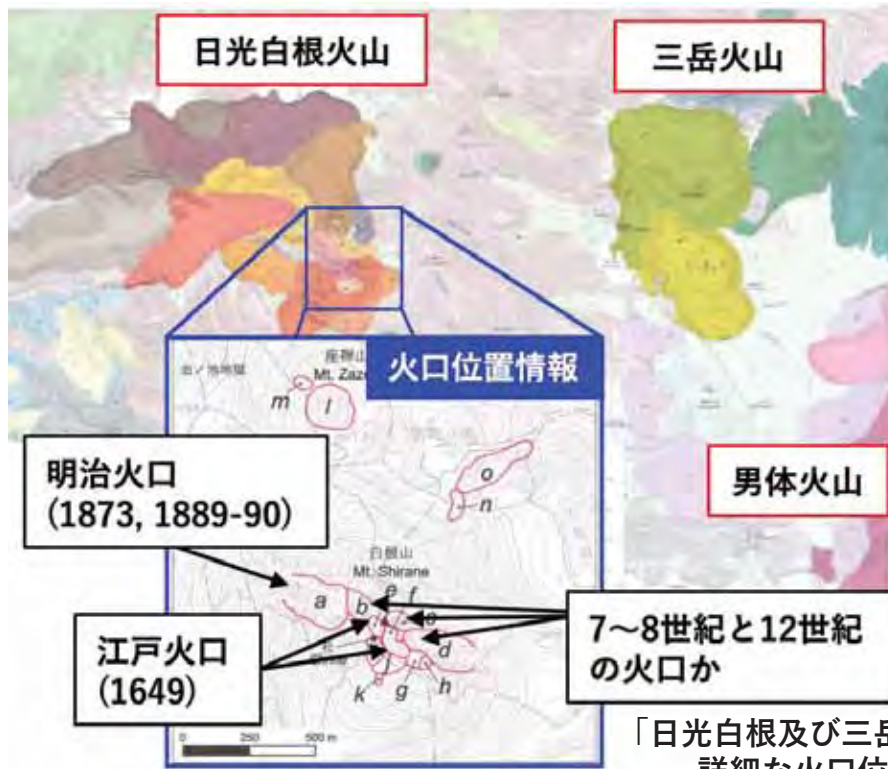 日光白根火山
三岳火山
火口位置情報
座禅山
m
l
明治火口
(1873, 1889-90)
o
n
男体火山
白根山
Mt. Shirane
e
f
a
b
d
江戸火口
(1649)
7～8世紀と12世紀
の火口か
j
k
g
h
0
250
500 m
「日光白根及び三岳